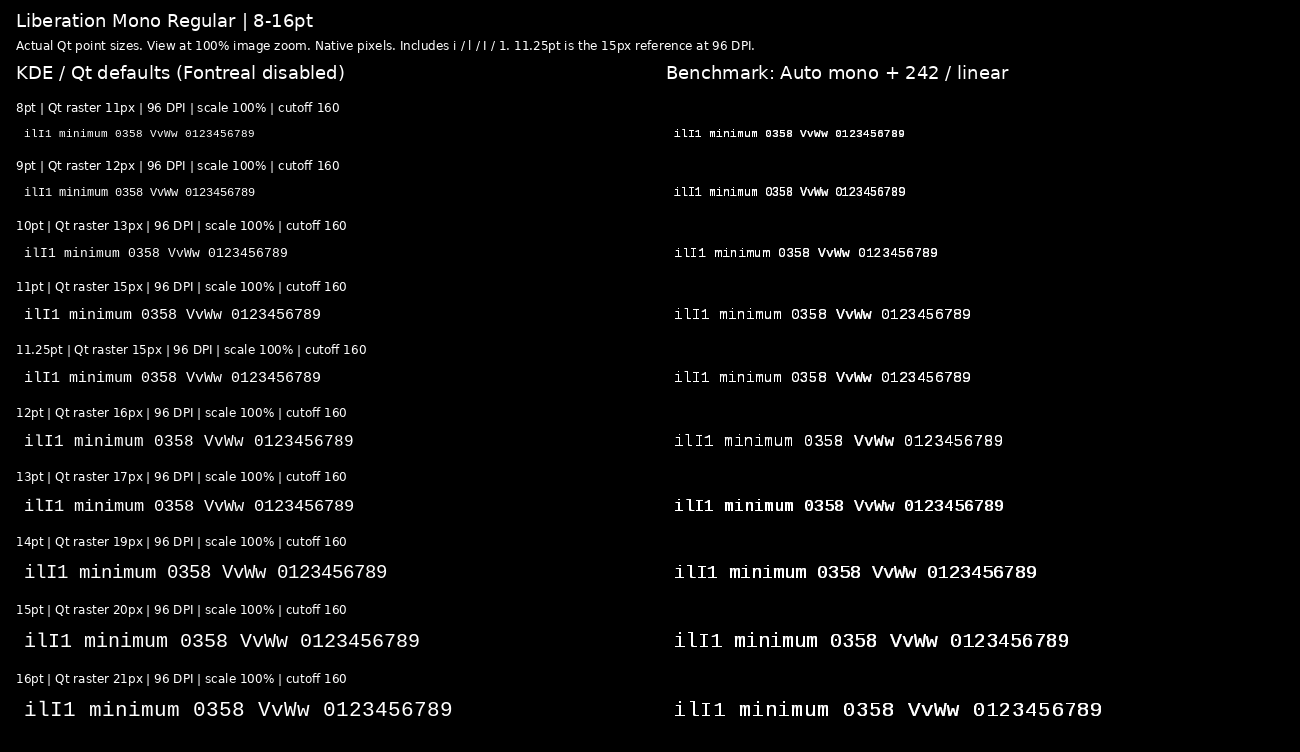 Liberation Mono Regular | 8-16pt
Actual Qt point sizes. View at 100% image zoom. Native pixels. Includes i / l / I / 1. 11.25pt is the 15px reference at 96 DPI.
KDE / Qt defaults (Fontreal disabled) Benchmark: Auto mono + 242 / linear
8pt | Qt raster 11px | 96 DPI | scale 100% | cutoff 160
ilI1 minimum 0358 VvWw 0123456789 ilI1 minimum 0358 VvWw 0123456789
9pt | Qt raster 12px | 96 DPI | scale 100% | cutoff 160
ilI1 minimum 0358 VvWw 0123456789 ilI1 minimum 0358 VvWw 0123456789
10pt | Qt raster 13px | 96 DPI | scale 100% | cutoff 160
ilI1 minimum 0358 VvWw 0123456789 ilI1 minimum 0358 VvWw 0123456789
11pt | Qt raster 15px | 96 DPI | scale 100% | cutoff 160
ilI1 minimum 0358 VvWw 0123456789 ilI1 minimum 0358 VvWw 0123456789
11.25pt | Qt raster 15px | 96 DPI | scale 100% | cutoff 160
ilI1 minimum 0358 VvWw 0123456789 ilI1 minimum 0358 VvWw 0123456789
12pt | Qt raster 16px | 96 DPI | scale 100% | cutoff 160
ilI1 minimum 0358 VvWw 0123456789 ilI1 minimum 0358 VvWw 0123456789
13pt | Qt raster 17px | 96 DPI | scale 100% | cutoff 160
ilI1 minimum 0358 VvWw 0123456789 ilI1 minimum 0358 VvWw 0123456789
14pt | Qt raster 19px | 96 DPI | scale 100% | cutoff 160
ilI1 minimum 0358 VvWw 0123456789 ilI1 minimum 0358 VvWw 0123456789
15pt | Qt raster 20px | 96 DPI | scale 100% | cutoff 160
ilI1 minimum 0358 VvWw 0123456789 ilI1 minimum 0358 VvWw 0123456789
16pt | Qt raster 21px | 96 DPI | scale 100% | cutoff 160
ilI1 minimum 0358 VvWw 0123456789 ilI1 minimum 0358 VvWw 0123456789